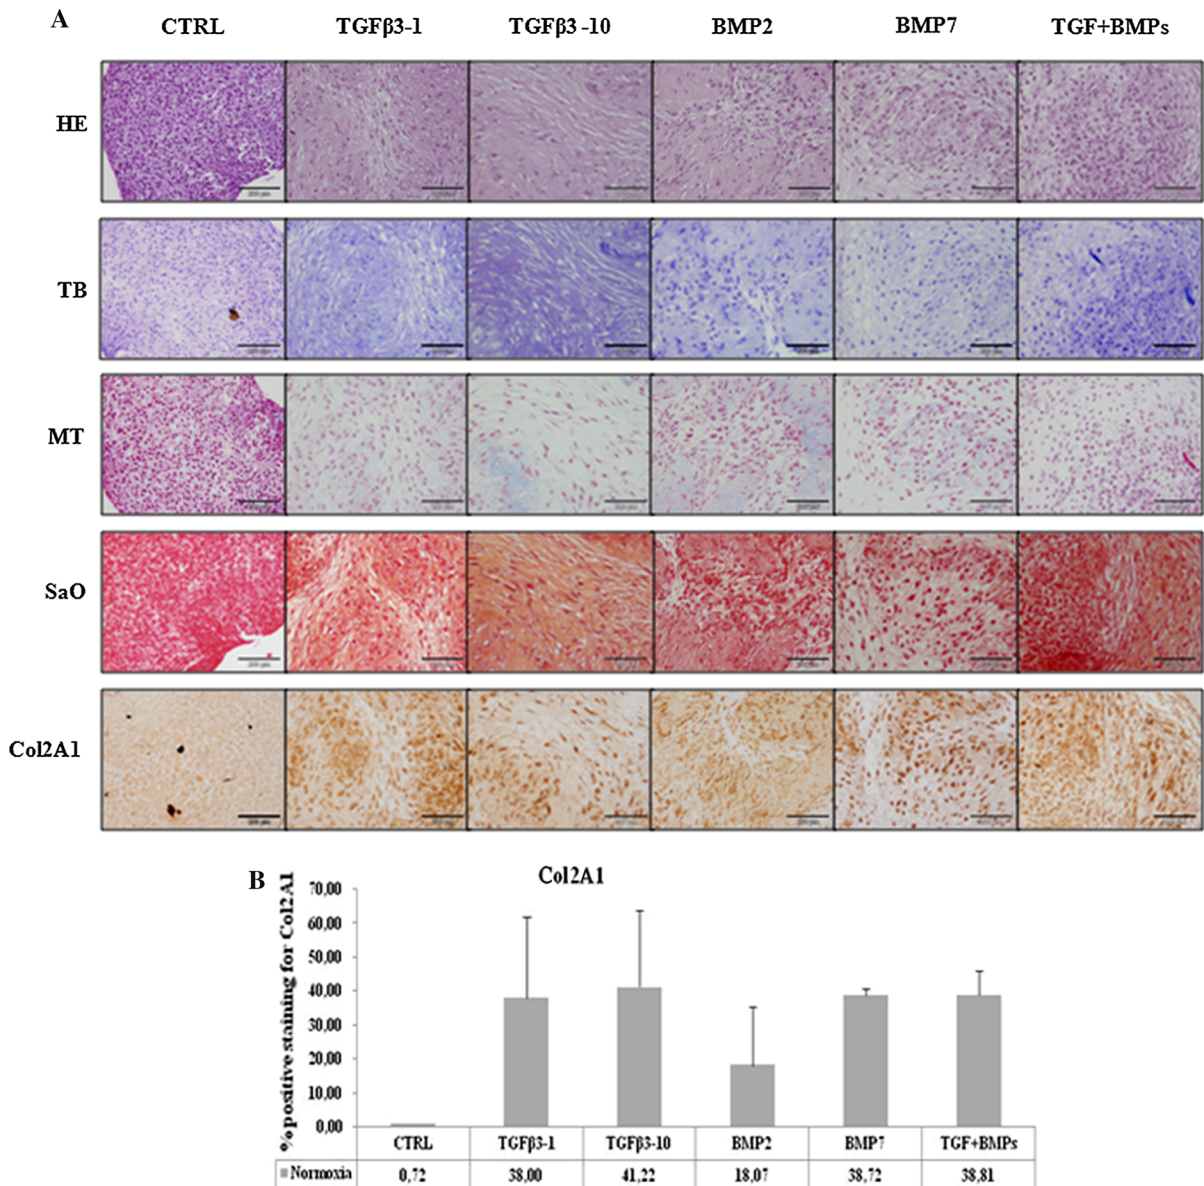 A
CTRL TGFβ3-1 TGFβ3 -10 BMP2 BMP7 TGF+BMPs
HE
TB
MT
SaO
Col2A1
B
Col2A1
% positive staining for Col2A1
70,00
60,00
50,00
40,00
30,00
20,00
10,00
0,00
CTRL TGFβ3-1 TGFβ3-10 BMP2 BMP7 TGF+BMPs
Normoxia 0,72 38,00 41,22 18,07 38,72 38,81